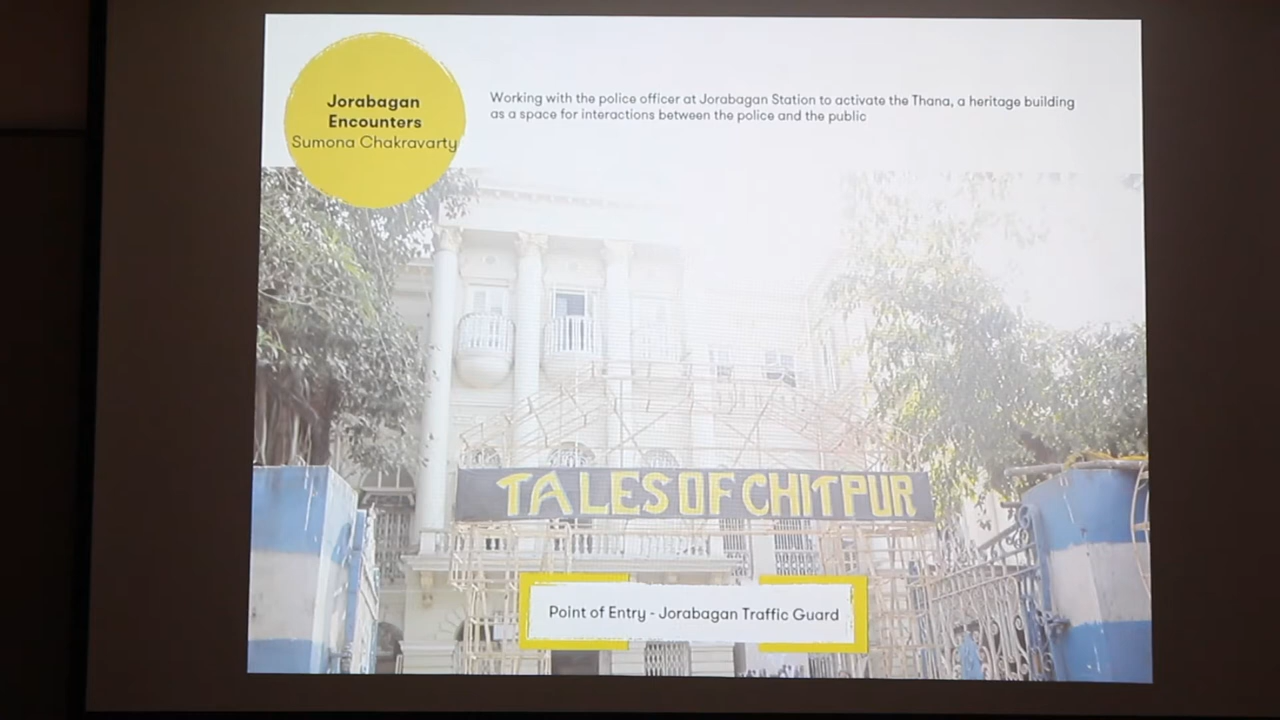 Jorabagan
Encounters
Sumona Chakravarty
Working with the police officer at Jorabagan Station to activate the Thana, a heritage building
as a space for interactions between the police and the public
TALES OF CHITPUR
Point of Entry - Jorabagan Traffic Guard